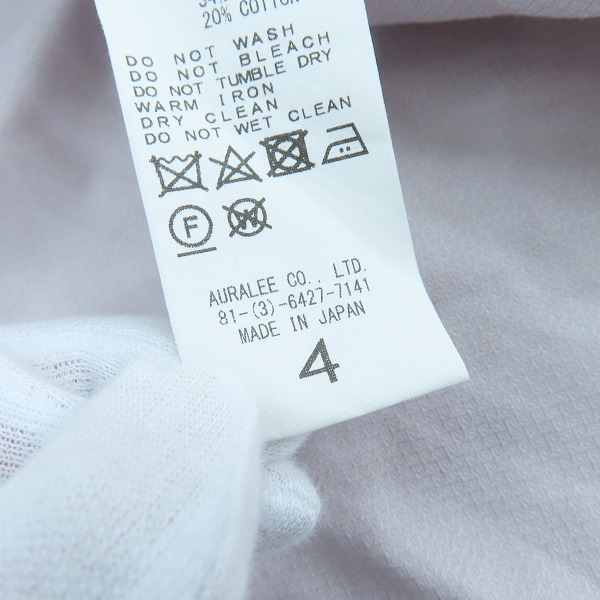 20% COTTON
DO NOT WASH
DO NOT BLEACH
DO NOT TUMBLE DRY
WARM IRON
DRY CLEAN
DO NOT WET CLEAN
F W
AURALEE CO., LTD.
81-(3)-6427-7141
MADE IN JAPAN
4